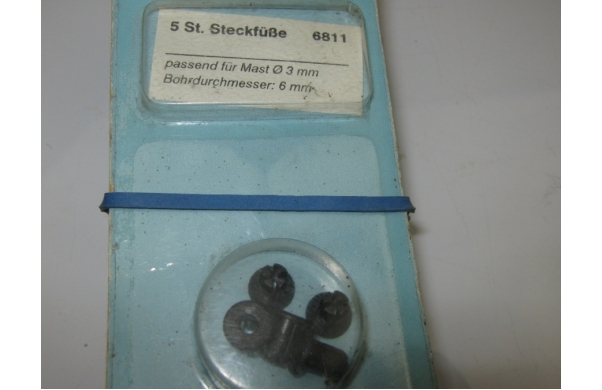 5 St. Steckfüße 6811
passend für Mast Ø 3 mm
Bohrdurchmesser: 6 mm